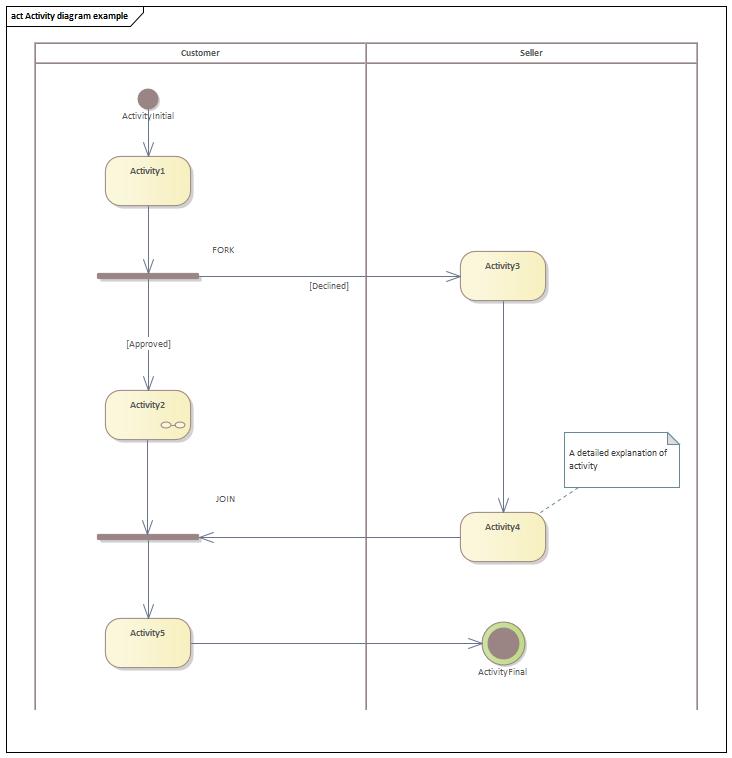 act Activity diagram example
Customer
Seller
ActivityInitial
Activity1
FORK
Activity3
[Declined]
[Approved]
Activity2
A detailed explanation of
activity
JOIN
Activity4
Activity5
ActivityFinal